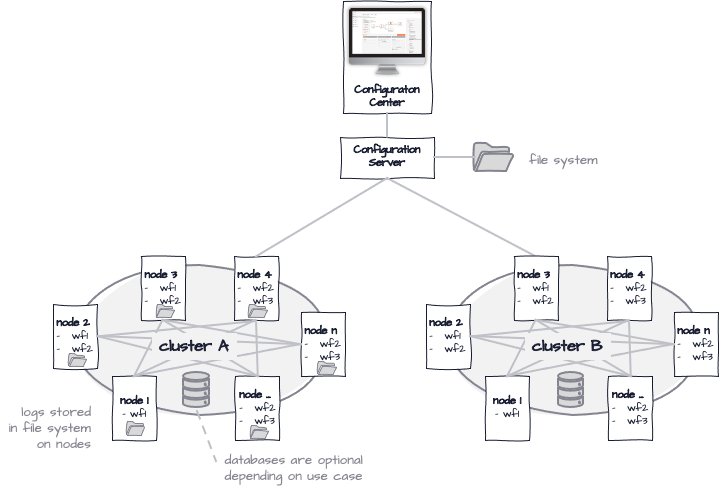 Configuraton
Center
Configuration
Server
file system
node 3
- wf1
- wf2
node 4
- wf2
- wf3
node 2
- wf1
- wf2
node n
- wf2
- wf3
cluster A
node 1
- wf1
node ...
- wf2
- wf3
logs stored
in file system
on nodes
databases are optional
depending on use case
node 3
- wf1
- wf2
node 4
- wf2
- wf3
node 2
- wf1
- wf2
node n
- wf2
- wf3
cluster B
node 1
- wf1
node ...
- wf2
- wf3